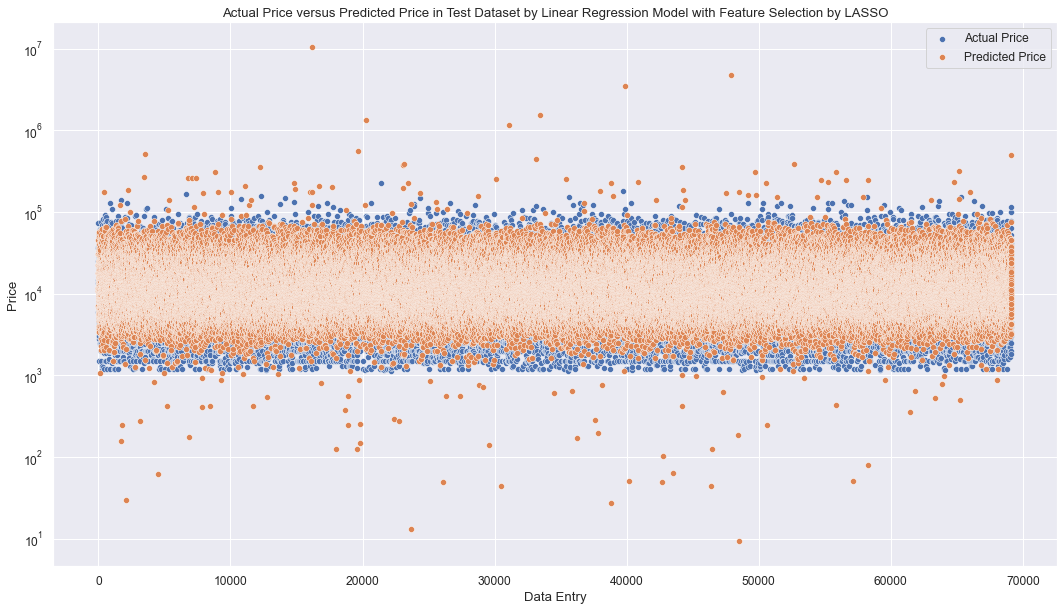 Actual Price versus Predicted Price in Test Dataset by Linear Regression Model with Feature Selection by LASSO
Actual Price
Predicted Price
Price
10^7
10^6
10^5
10^4
10^3
10^2
10^1
0 10000 20000 30000 40000 50000 60000 70000
Data Entry